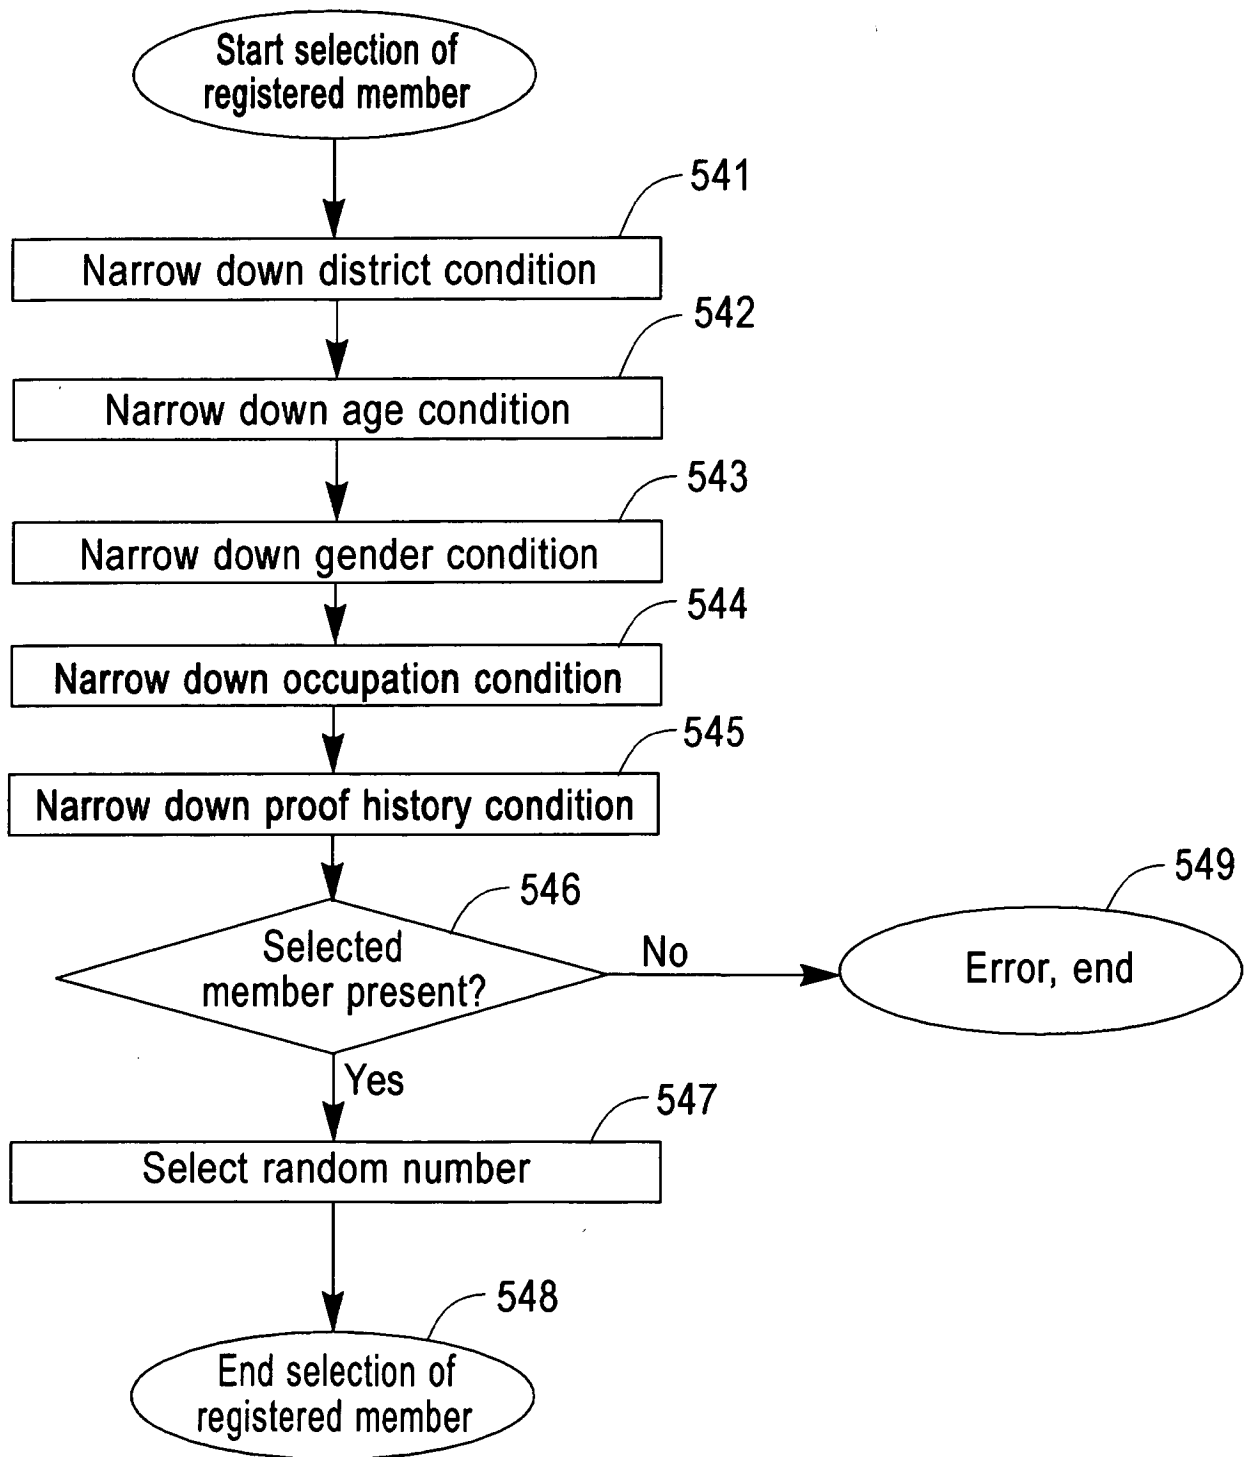 Start selection of
registered member
541
Narrow down district condition
542
Narrow down age condition
543
Narrow down gender condition
544
Narrow down occupation condition
545
Narrow down proof history condition
546
Selected
member present?
No
549
Error, end
Yes
547
Select random number
548
End selection of
registered member